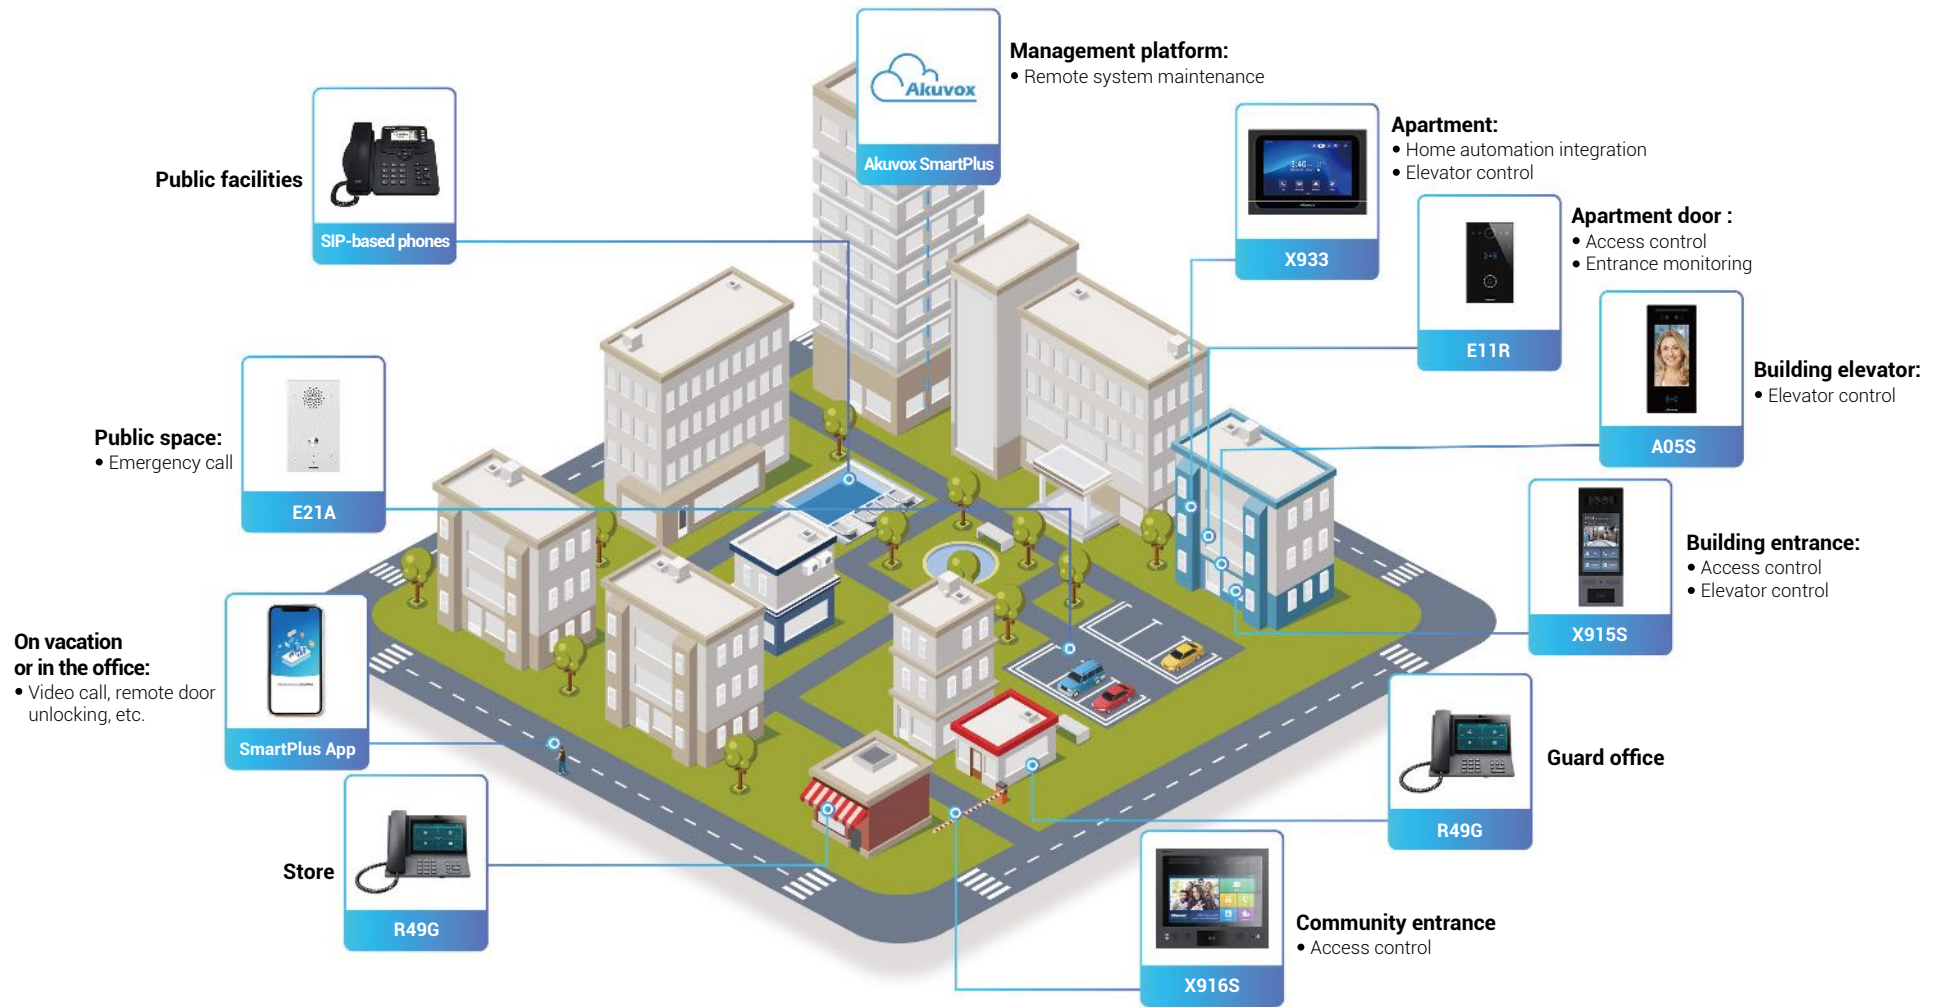 Akuvox
Akuvox SmartPlus
Management platform:
• Remote system maintenance
Public facilities
SIP-based phones
X933
Apartment:
• Home automation integration
• Elevator control
E11R
Apartment door :
• Access control
• Entrance monitoring
A05S
Building elevator:
• Elevator control
Public space:
• Emergency call
E21A
X915S
Building entrance:
• Access control
• Elevator control
On vacation
or in the office:
• Video call, remote door
unlocking, etc.
SmartPlus App
R49G
Guard office
Store
R49G
X916S
Community entrance
• Access control